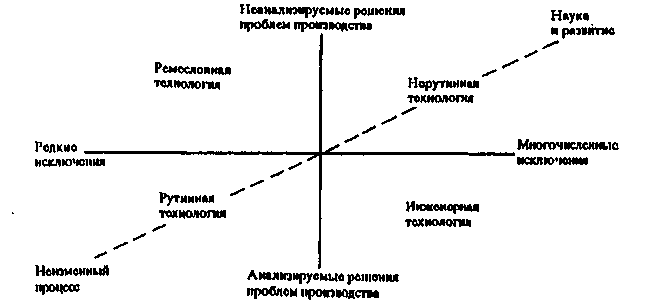 Неанализируемые решения
проблем производства
Наука
и развитие
Ремесловная
технология
Нерутинная
технология
Редкие
исключения
Многочисленные
исключения
Рутинная
технология
Инженерная
технология
Неизменный
процесс
Анализируемые решения
проблем производства